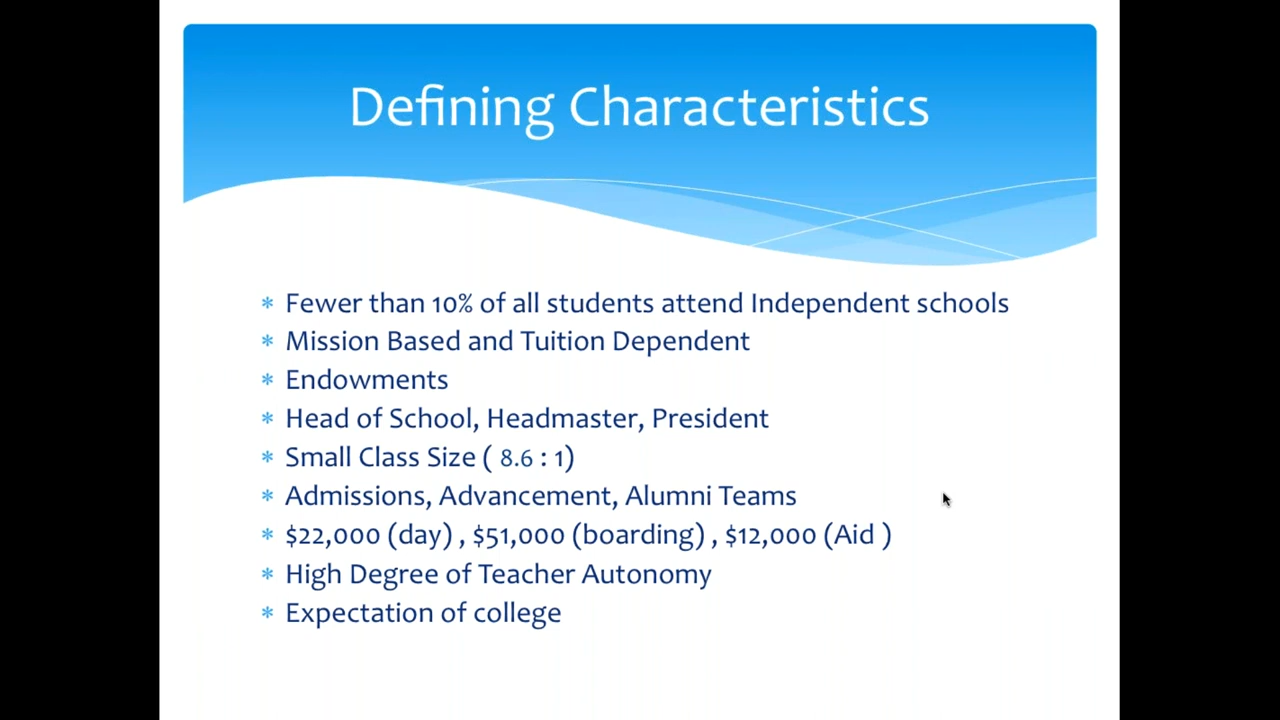 Defining Characteristics
* Fewer than 10% of all students attend Independent schools
* Mission Based and Tuition Dependent
* Endowments
* Head of School, Headmaster, President
* Small Class Size ( 8.6 : 1)
* Admissions, Advancement, Alumni Teams
* $22,000 (day) , $51,000 (boarding) , $12,000 (Aid )
* High Degree of Teacher Autonomy
* Expectation of college